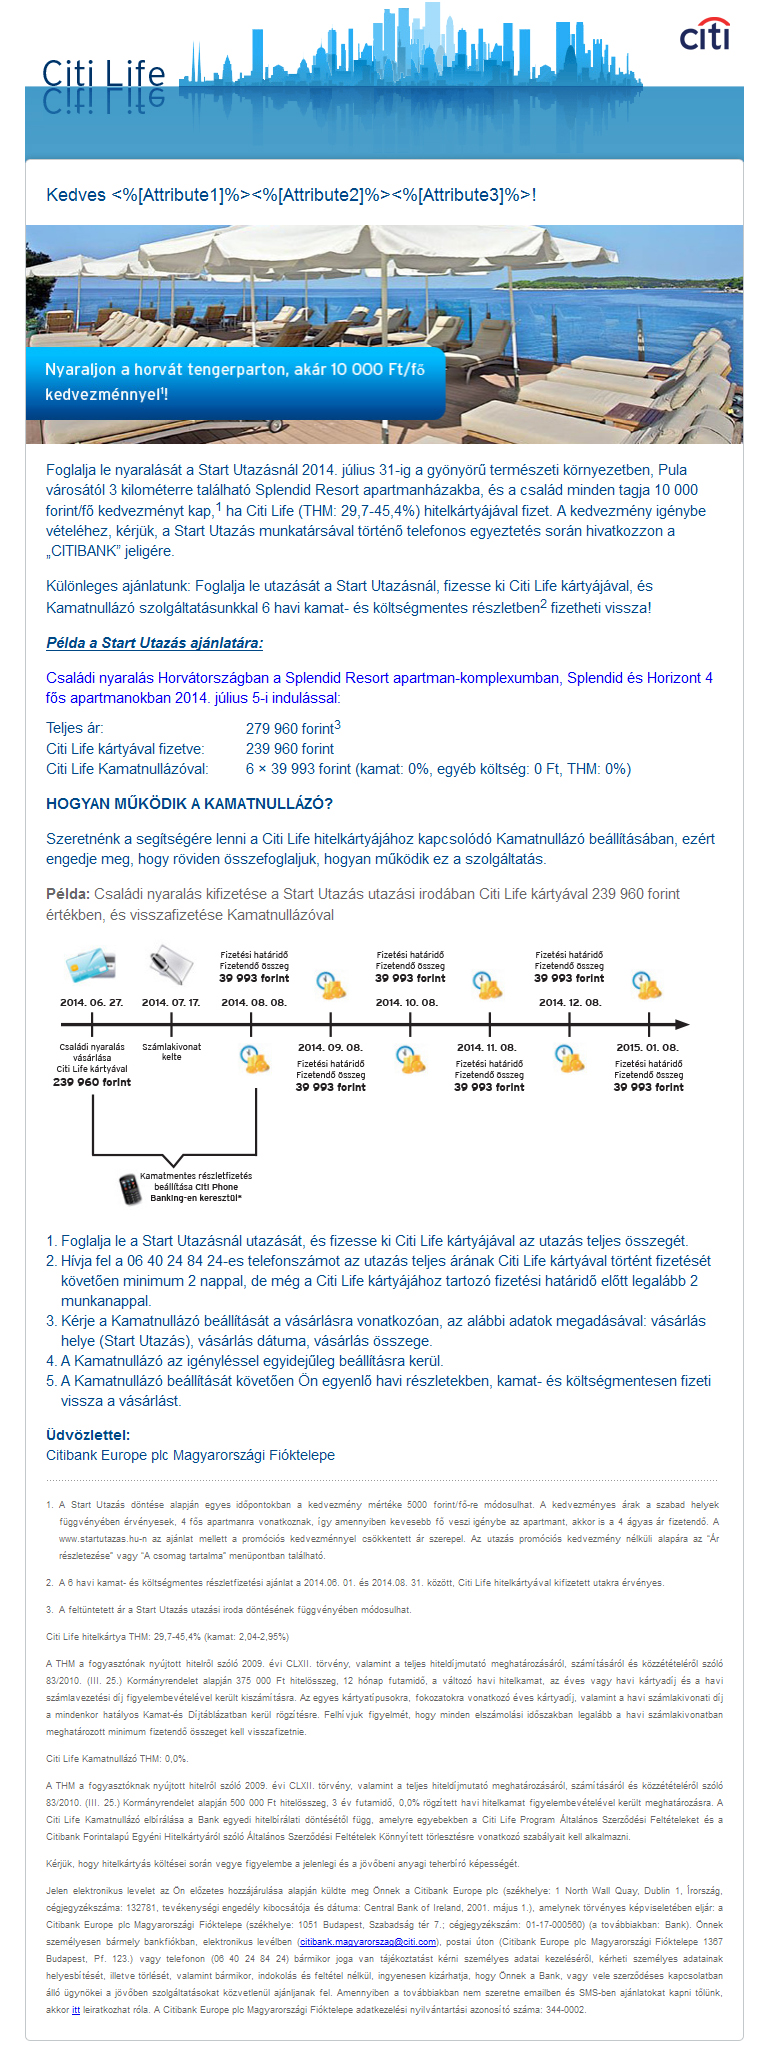 Citi Life
citi
Kedves <%[Attribute1]%><%[Attribute2]%><%[Attribute3]%>!
Nyaraljon a horvát tengerparton, akár 10 000 Ft/fő
kedvezménnyel¹!
Foglalja le nyaralását a Start Utazásnál 2014. július 31-ig a gyönyörű természeti környezetben, Pula
városától 3 kilométerre található Splendid Resort apartmanházakba, és a család minden tagja 10 000
forint/fő kedvezményt kap,¹ ha Citi Life (THM: 29,7-45,4%) hitelkártyájával fizet. A kedvezmény igénybe
vételéhez, kérjük, a Start Utazás munkatársával történő telefonos egyeztetés során hivatkozzon a
„CITIBANK” jeligére.
Különleges ajánlatunk: Foglalja le utazását a Start Utazásnál, fizesse ki Citi Life kártyájával, és
Kamatnullázó szolgáltatásunkkal 6 havi kamat- és költségmentes részletben² fizetheti vissza!
Példa a Start Utazás ajánlatára:
Családi nyaralás Horvátországban a Splendid Resort apartman-komplexumban, Splendid és Horizont 4
fős apartmanokban 2014. július 5-i indulással:
Teljes ár: 279 960 forint³
Citi Life kártyával fizetve: 239 960 forint
Citi Life Kamatnullázóval: 6 × 39 993 forint (kamat: 0%, egyéb költség: 0 Ft, THM: 0%)
HOGYAN MŰKÖDIK A KAMATNULLÁZÓ?
Szeretnénk a segítségére lenni a Citi Life hitelkártyájához kapcsolódó Kamatnullázó beállításában, ezért
engedje meg, hogy röviden összefoglaljuk, hogyan működik ez a szolgáltatás.
Példa: Családi nyaralás kifizetése a Start Utazás utazási irodában Citi Life kártyával 239 960 forint
értékben, és visszafizetése Kamatnullázóval
Fizetési határidő Fizetési határidő Fizetési határidő
Fizetendő összeg Fizetendő összeg Fizetendő összeg
39 993 forint 39 993 forint 39 993 forint
2014. 06. 27. 2014. 07. 17. 2014. 08. 08. 2014. 10. 08. 2014. 12. 08.
Családi nyaralás
vásárlása
Citi Life kártyával
239 960 forint
Számlakivonat
kelte
2014. 09. 08. 2014. 11. 08. 2015. 01. 08.
Fizetési határidő Fizetési határidő Fizetési határidő
Fizetendő összeg Fizetendő összeg Fizetendő összeg
39 993 forint 39 993 forint 39 993 forint
Kamatmentes részletfizetés
beállítása Citi Phone
Banking-en keresztül*
1. Foglalja le a Start Utazásnál utazását, és fizesse ki Citi Life kártyájával az utazás teljes összegét.
2. Hívja fel a 06 40 24 84 24-es telefonszámot az utazás teljes árának Citi Life kártyával történt fizetését
követően minimum 2 nappal, de még a Citi Life kártyájához tartozó fizetési határidő előtt legalább 2
munkanappal.
3. Kérje a Kamatnullázó beállítását a vásárlásra vonatkozóan, az alábbi adatok megadásával: vásárlás
helye (Start Utazás), vásárlás dátuma, vásárlás összege.
4. A Kamatnullázó az igényléssel egyidejűleg beállításra kerül.
5. A Kamatnullázó beállítását követően Ön egyenlő havi részletekben, kamat- és költségmentesen fizeti
vissza a vásárlást.
Üdvözlettel:
Citibank Europe plc Magyarországi Fióktelepe
1. A Start Utazás döntése alapján egyes időpontokban a kedvezmény mértéke 5000 forint/fő-re módosulhat. A kedvezményes árak a szabad helyek
függvényében érvényesek, 4 fős apartmanra vonatkoznak, így amennyiben kevesebb fő veszi igénybe az apartmant, akkor is a 4 ágyas ár fizetendő. A
www.startutazas.hu-n az ajánlat mellett a promóciós kedvezménnyel csökkentett ár szerepel. Az utazás promóciós kedvezmény nélküli alapára az "Ár
részletezése" vagy "A csomag tartalma" menüpontban található.
2. A 6 havi kamat- és költségmentes részletfizetési ajánlat a 2014.06. 01. és 2014.08. 31. között, Citi Life hitelkártyával kifizetett utakra érvényes.
3. A feltüntetett ár a Start Utazás utazási iroda döntésének függvényében módosulhat.
Citi Life hitelkártya THM: 29,7-45,4% (kamat: 2,04-2,95%)
A THM a fogyasztónak nyújtott hitelről szóló 2009. évi CLXII. törvény, valamint a teljes hiteldíjmutató meghatározásáról, számításáról és közzétételéről szóló
83/2010. (III. 25.) Kormányrendelet alapján 375 000 Ft hitelösszeg, 12 hónap futamidő, a változó havi hitelkamat, az éves vagy havi kártyadíj és a havi
számlavezetési díj figyelembevételével került kiszámításra. Az egyes kártyatípusokra, fokozatokra vonatkozó éves kártyadíj, valamint a havi számlakivonati díj
a mindenkor hatályos Kamat-és Díjtáblázatban kerül rögzítésre. Felhívjuk figyelmét, hogy minden elszámolási időszakban legalább a havi számlakivonatban
meghatározott minimum fizetendő összeget kell visszafizetnie.
Citi Life Kamatnullázó THM: 0,0%.
A THM a fogyasztóknak nyújtott hitelről szóló 2009. évi CLXII. törvény, valamint a teljes hiteldíjmutató meghatározásáról, számításáról és közzétételéről szóló
83/2010. (III. 25.) Kormányrendelet alapján 500 000 Ft hitelösszeg, 3 év futamidő, 0,0% rögzített havi hitelkamat figyelembevételével került meghatározásra. A
Citi Life Kamatnullázó elbírálása a Bank egyedi hitelbírálati döntésétől függ, amelyre egyebekben a Citi Life Program Általános Szerződési Feltételeket és a
Citibank Forintalapú Egyéni Hitelkártyáról szóló Általános Szerződési Feltételek Könnyített törlesztésre vonatkozó szabályait kell alkalmazni.
Kérjük, hogy hitelkártyás költései során vegye figyelembe a jelenlegi és a jövőbeni anyagi teherbíró képességét.
Jelen elektronikus levelet az Ön előzetes hozzájárulása alapján küldte meg Önnek a Citibank Europe plc (székhelye: 1 North Wall Quay, Dublin 1, Írország,
cégjegyzékszáma: 132781, tevékenységi engedély kibocsátója és dátuma: Central Bank of Ireland, 2001. május 1.), amelynek törvényes képviseletében eljár: a
Citibank Europe plc Magyarországi Fióktelepe (székhelye: 1051 Budapest, Szabadság tér 7.; cégjegyzékszám: 01-17-000560) (a továbbiakban: Bank). Önnek
személyesen bármely bankfiókban, elektronikus levélben (citibank.magyarorszag@citi.com), postai úton (Citibank Europe plc Magyarországi Fióktelepe 1367
Budapest, Pf. 123.) vagy telefonon (06 40 24 84 24) bármikor joga van tájékoztatást kérni személyes adatai kezeléséről, kérheti személyes adatainak
helyesbítését, illetve törlését, valamint bármikor, indokolás és feltétel nélkül, ingyenesen kizárhatja, hogy Önnek a Bank, vagy vele szerződéses kapcsolatban
álló ügynökei a jövőben szolgáltatásokat közvetlenül ajánljanak fel. Amennyiben a továbbiakban nem szeretne emailben és SMS-ben ajánlatokat kapni tőlünk,
akkor itt leiratkozhat róla. A Citibank Europe plc Magyarországi Fióktelepe adatkezelési nyilvántartási azonosító száma: 344-0002.